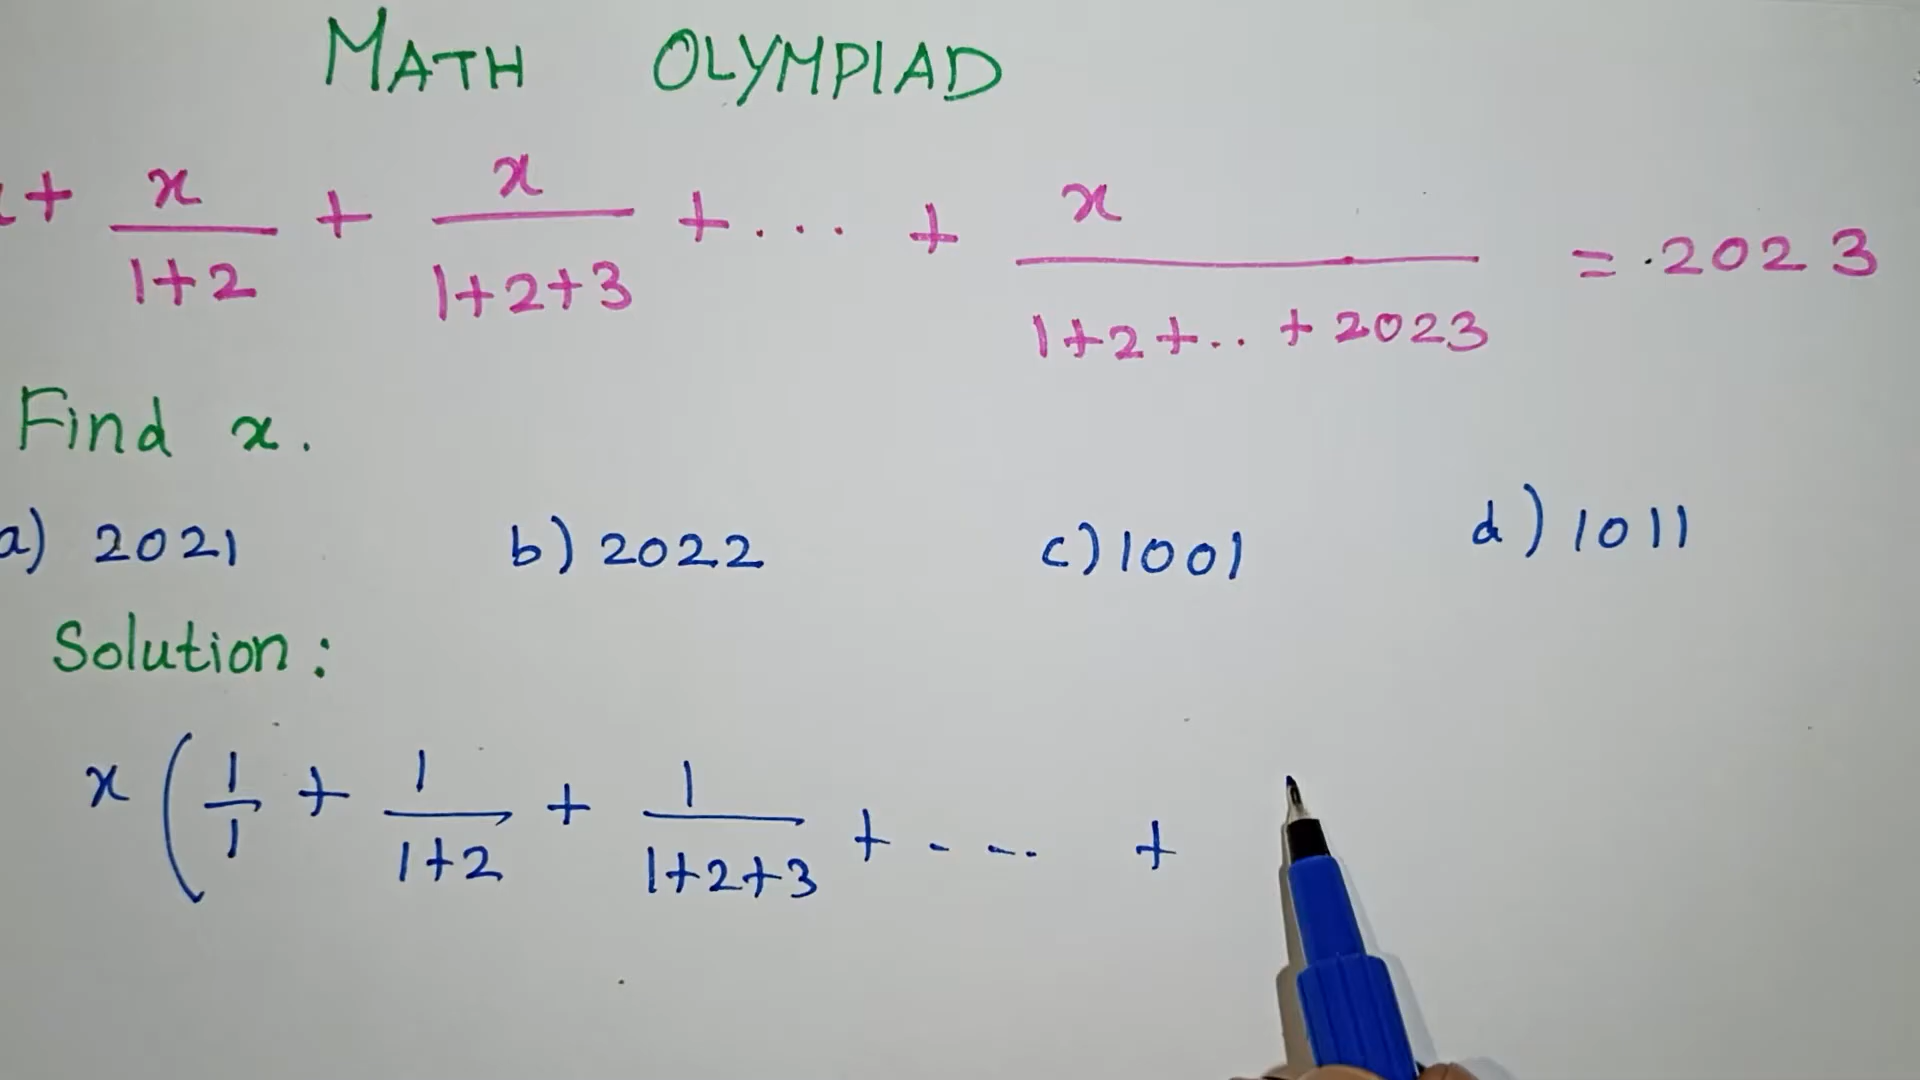 MATH OLYMPIAD
+ x/(1+2) + x/(1+2+3) + ... + x/(1+2+.. + 2023) = 2023
Find x.
a) 2021 b) 2022 c) 1001 d) 1011
Solution:
x ( 1/1 + 1/(1+2) + 1/(1+2+3) + - -.. +